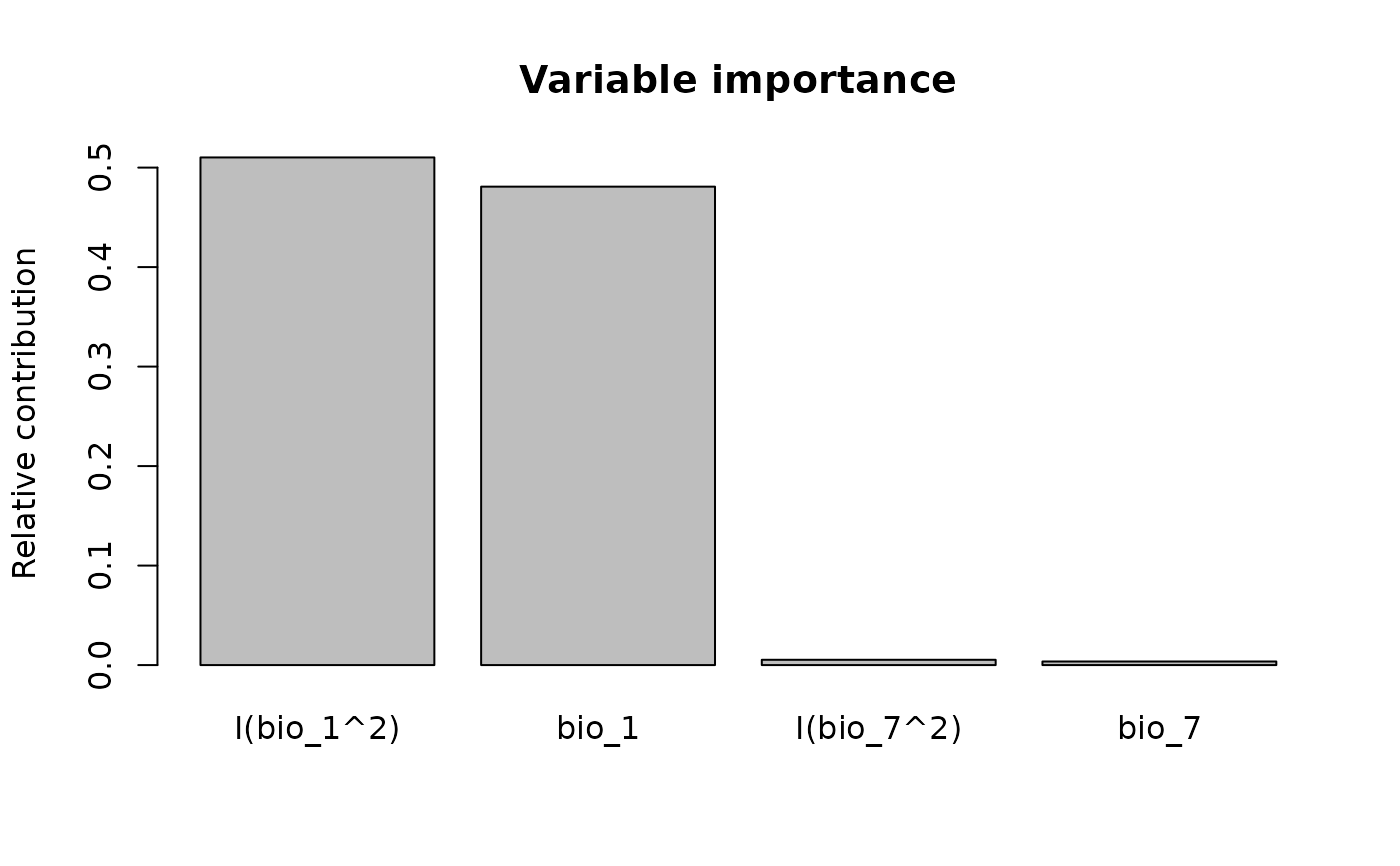 Variable importance
Relative contribution
0.5
0.4
0.3
0.2
0.1
0.0
I(bio_1^2)
bio_1
I(bio_7^2)
bio_7